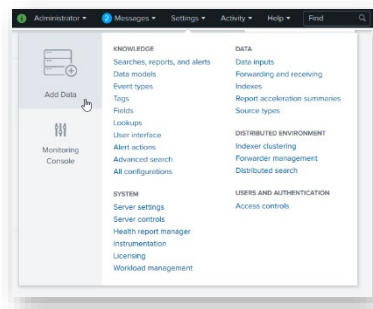 Administrator
2 Messages
Settings
Activity
Help
Find
Add Data
Monitoring
Console
KNOWLEDGE
Searches, reports, and alerts
Data models
Event types
Tags
Fields
Lookups
User interface
Alert actions
Advanced search
All configurations
SYSTEM
Server settings
Server controls
Health report manager
Instrumentation
Licensing
Workload management
DATA
Data inputs
Forwarding and receiving
Indexes
Report acceleration summaries
Source types
DISTRIBUTED ENVIRONMENT
Indexer clustering
Forwarder management
Distributed search
USERS AND AUTHENTICATION
Access controls